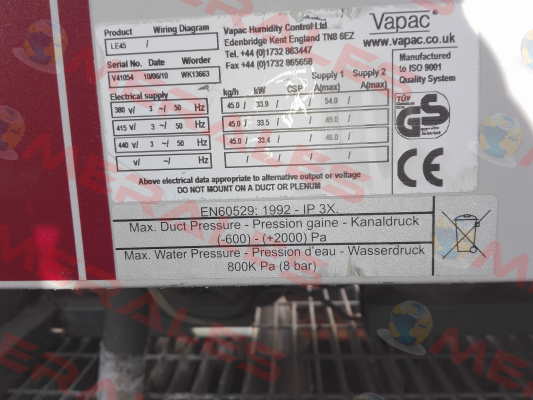 Product Wiring Diagram
LE45 /
Serial No. Date W/order
V41054 10/06/10 WK13663
Electrical supply
380 v/ 3 ~/ 50 Hz
415 v/ 3 ~/ 50 Hz
440 v/ 3 ~/ 50 Hz
v/ ~/ Hz
Vapac Humidity Control Ltd
Edenbridge Kent England TN8 6EZ
Tel. +44 (0)1732 863447
Fax +44 (0)1732 865658
Supply 1 Supply 2
kg/h kW CSP A(max) A(max)
45.0 / 33.9 / / 54.0 /
45.0 / 33.5 / / 49.0 /
45.0 / 33.4 / / 46.0 /
/ / / /
Above electrical data appropriate to alternative output or voltage
DO NOT MOUNT ON A DUCT OR PLENUM
Vapac®
www.vapac.co.uk
Manufactured
to ISO 9001
Quality System
TÜV
GS
CE
EN60529: 1992 - IP 3X.
Max. Duct Pressure - Pression gaine - Kanaldruck
(-600) - (+2000) Pa
Max. Water Pressure - Pression d'eau - Wasserdruck
800K Pa (8 bar)
MERALES